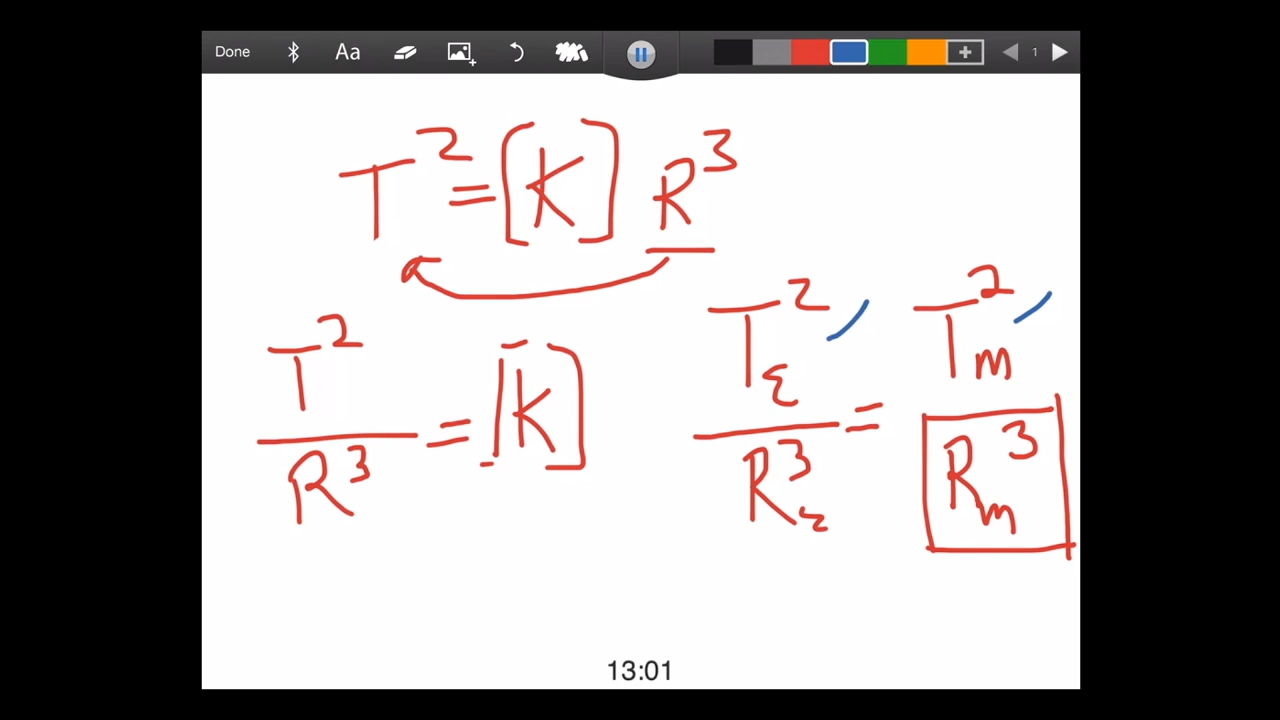 Done Aa 1
T² = [K] R³
T² / R³ = [K]
T_E² / R_E³ = T_m² / R_m³
13:01